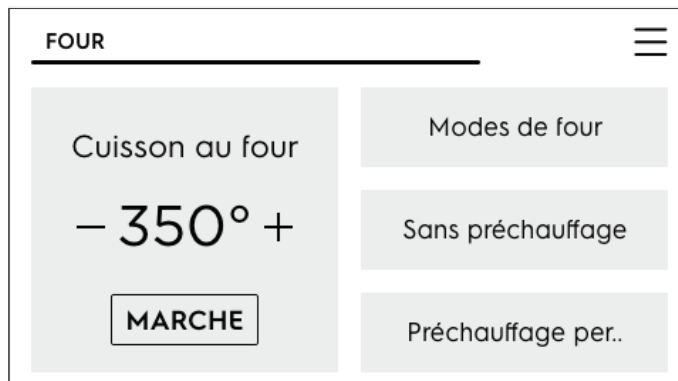 FOUR
Cuisson au four
− 350° +
MARCHE
Modes de four
Sans préchauffage
Préchauffage per..